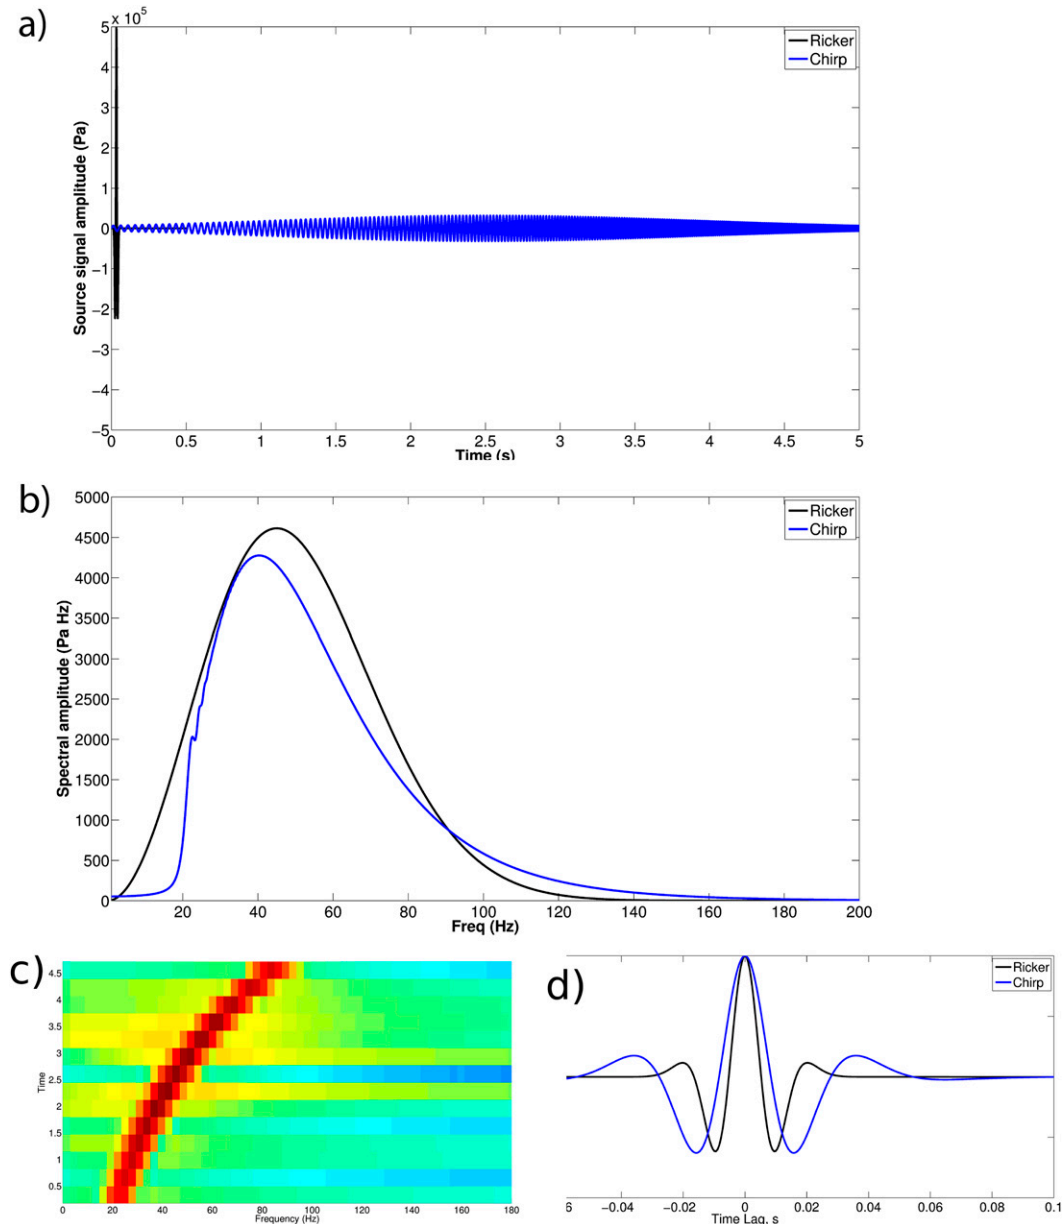 a)
× 10^5
5
4
3
2
1
0
−1
−2
−3
−4
−5
Source signal amplitude (Pa)
0 0.5 1 1.5 2 2.5 3 3.5 4 4.5 5
Time (s)
Ricker
Chirp
b)
5000
4500
4000
3500
3000
2500
2000
1500
1000
500
0
Spectral amplitude (Pa Hz)
20 40 60 80 100 120 140 160 180 200
Freq (Hz)
Ricker
Chirp
c)
4.5
4
3.5
3
2.5
2
1.5
1
0.5
Time
0 20 40 60 80 100 120 140 160 180
Frequency (Hz)
d)
Ricker
Chirp
6 −0.04 −0.02 0 0.02 0.04 0.06 0.08 0.1
Time Lag, s